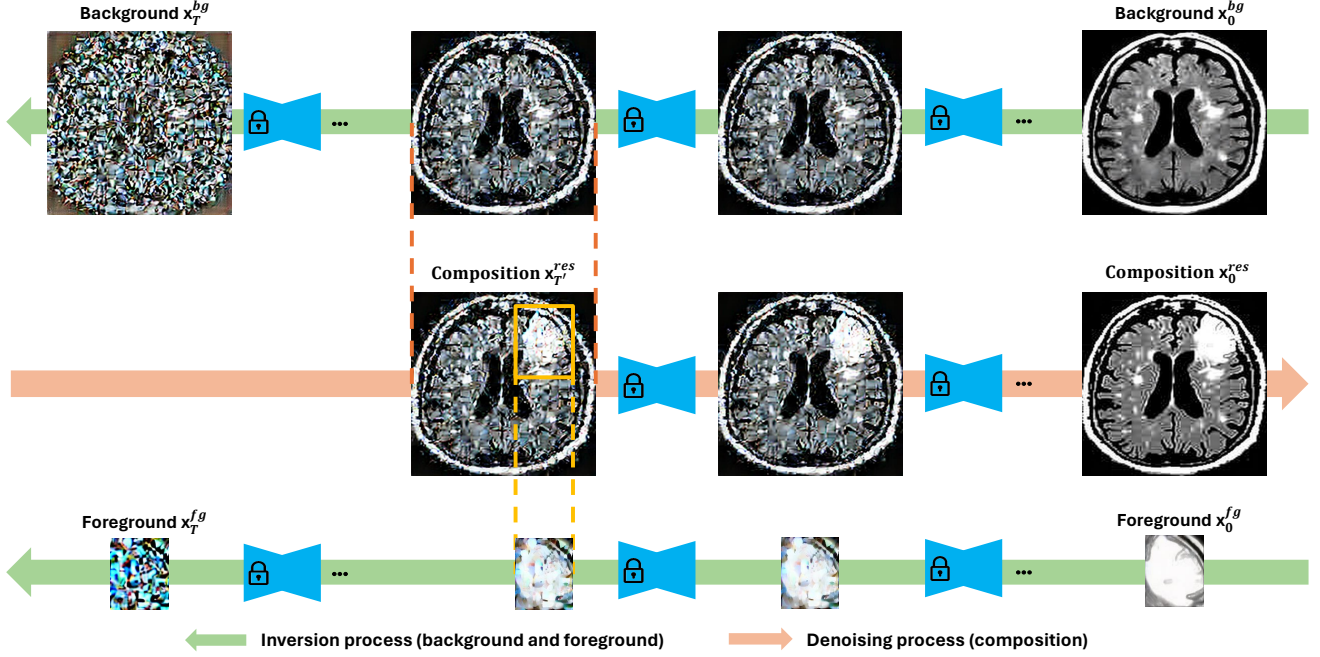 Background x_T^{bg}
Background x_0^{bg}
...
...
Composition x_{T'}^{res}
Composition x_0^{res}
...
Foreground x_T^{fg}
Foreground x_0^{fg}
...
...
Inversion process (background and foreground)
Denoising process (composition)